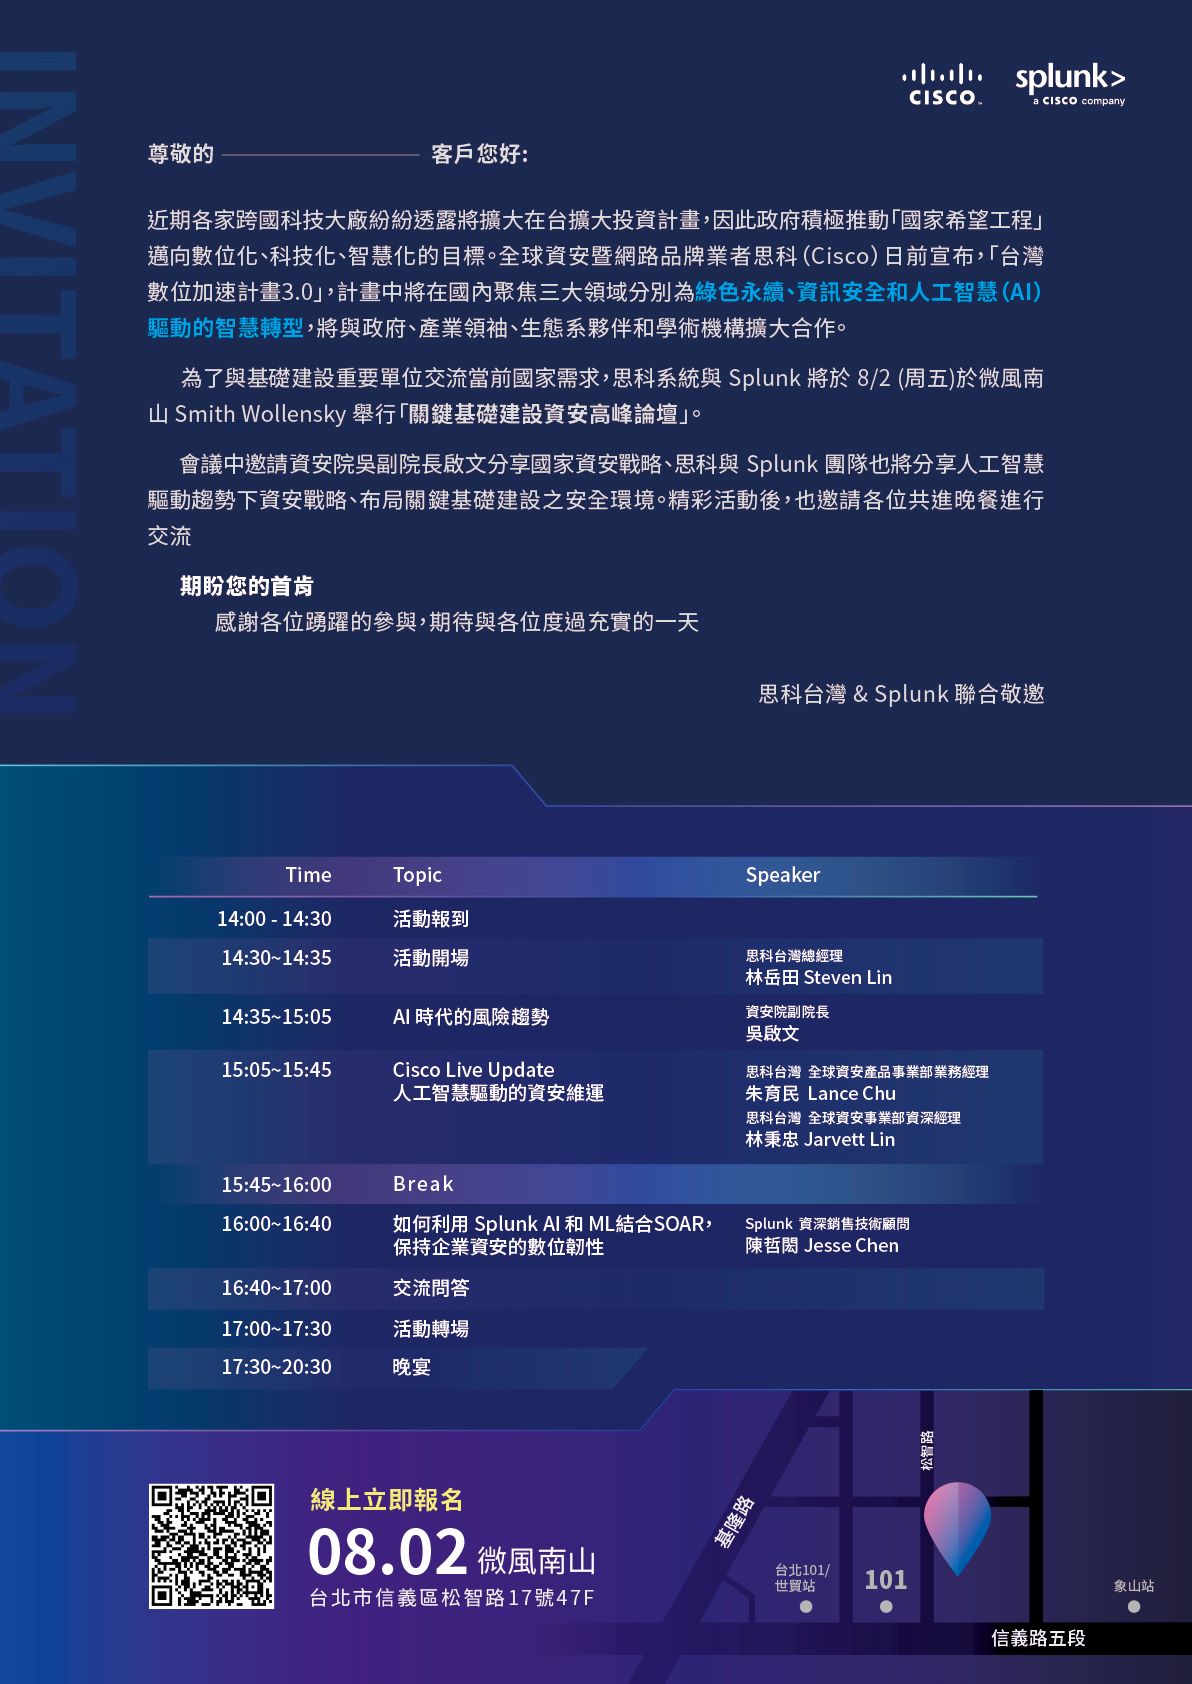 INVITATION
CISCO
splunk>
a CISCO company
尊敬的 客戶您好:
近期各家跨國科技大廠紛紛透露將擴大在台擴大投資計畫,因此政府積極推動「國家希望工程」
邁向數位化、科技化、智慧化的目標。全球資安暨網路品牌業者思科(Cisco)日前宣布,「台灣
數位加速計畫3.0」,計畫中將在國內聚焦三大領域分別為綠色永續、資訊安全和人工智慧(AI)
驅動的智慧轉型,將與政府、產業領袖、生態系夥伴和學術機構擴大合作。
為了與基礎建設重要單位交流當前國家需求,思科系統與 Splunk 將於 8/2 (周五)於微風南
山 Smith Wollensky 舉行「關鍵基礎建設資安高峰論壇」。
會議中邀請資安院吳副院長啟文分享國家資安戰略、思科與 Splunk 團隊也將分享人工智慧
驅動趨勢下資安戰略、布局關鍵基礎建設之安全環境。精彩活動後,也邀請各位共進晚餐進行
交流
期盼您的首肯
感謝各位踴躍的參與,期待與各位度過充實的一天
思科台灣 & Splunk 聯合敬邀
Time Topic Speaker
14:00 - 14:30 活動報到
14:30~14:35 活動開場 思科台灣總經理
林岳田 Steven Lin
14:35~15:05 AI 時代的風險趨勢 資安院副院長
吳啟文
15:05~15:45 Cisco Live Update 思科台灣 全球資安產品事業部業務經理
人工智慧驅動的資安維運 朱育民 Lance Chu
思科台灣 全球資安事業部資深經理
林秉忠 Jarvett Lin
15:45~16:00 Break
16:00~16:40 如何利用 Splunk AI 和 ML結合SOAR, Splunk 資深銷售技術顧問
保持企業資安的數位韌性 陳哲閎 Jesse Chen
16:40~17:00 交流問答
17:00~17:30 活動轉場
17:30~20:30 晚宴
線上立即報名
08.02 微風南山
台北市信義區松智路17號47F
松智路
基隆路
台北101/
世貿站
101
象山站
信義路五段